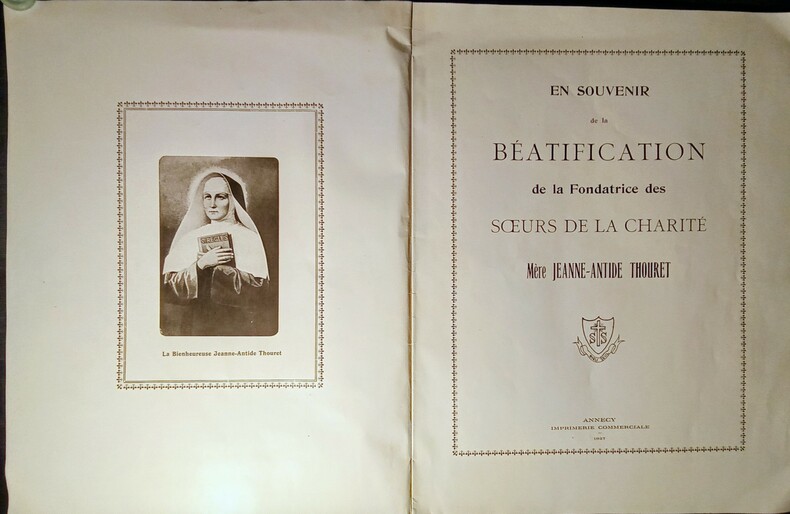 La Bienheureuse Jeanne-Antide Thouret
EN SOUVENIR
de la
BÉATIFICATION
de la Fondatrice des
SŒURS DE LA CHARITÉ
Mère JEANNE-ANTIDE THOURET
S S
ANNECY
IMPRIMERIE COMMERCIALE
1927